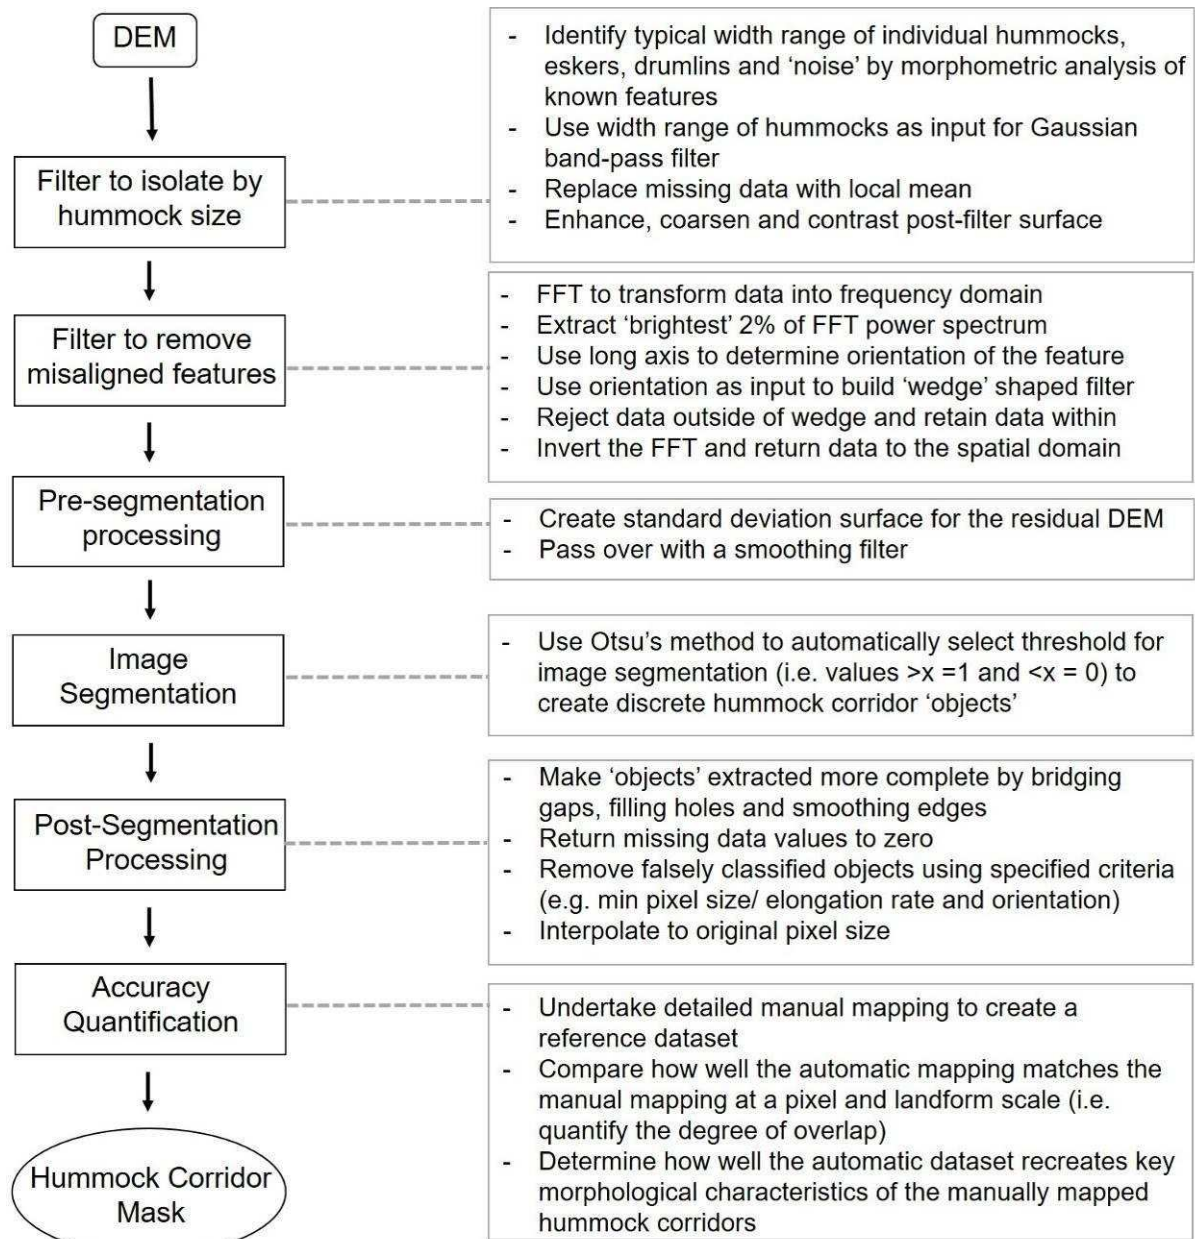 DEM
- Identify typical width range of individual hummocks,
eskers, drumlins and ‘noise’ by morphometric analysis of
known features
- Use width range of hummocks as input for Gaussian
band-pass filter
- Replace missing data with local mean
- Enhance, coarsen and contrast post-filter surface
Filter to isolate by
hummock size
- FFT to transform data into frequency domain
- Extract ‘brightest’ 2% of FFT power spectrum
- Use long axis to determine orientation of the feature
- Use orientation as input to build ‘wedge’ shaped filter
- Reject data outside of wedge and retain data within
- Invert the FFT and return data to the spatial domain
Filter to remove
misaligned features
Pre-segmentation
processing
- Create standard deviation surface for the residual DEM
- Pass over with a smoothing filter
Image
Segmentation
- Use Otsu’s method to automatically select threshold for
image segmentation (i.e. values >x =1 and <x = 0) to
create discrete hummock corridor ‘objects’
Post-Segmentation
Processing
- Make ‘objects’ extracted more complete by bridging
gaps, filling holes and smoothing edges
- Return missing data values to zero
- Remove falsely classified objects using specified criteria
(e.g. min pixel size/ elongation rate and orientation)
- Interpolate to original pixel size
Accuracy
Quantification
- Undertake detailed manual mapping to create a
reference dataset
- Compare how well the automatic mapping matches the
manual mapping at a pixel and landform scale (i.e.
quantify the degree of overlap)
- Determine how well the automatic dataset recreates key
morphological characteristics of the manually mapped
hummock corridors
Hummock Corridor
Mask